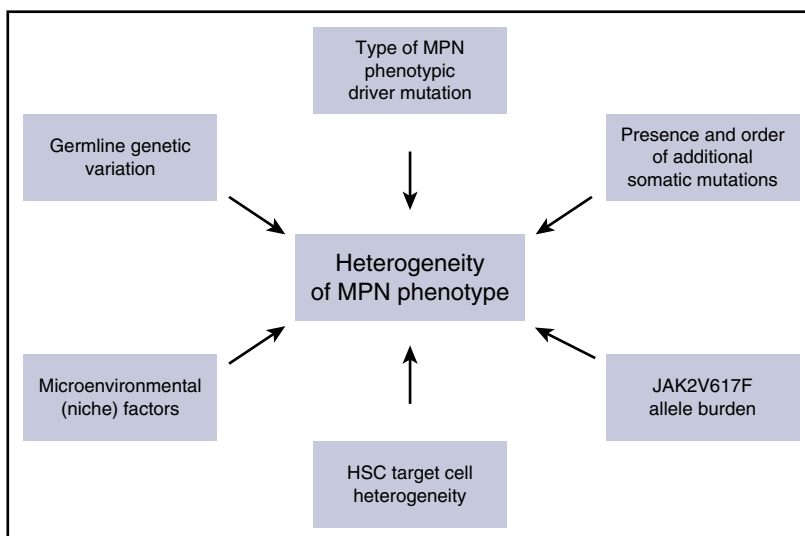 Type of MPN
phenotypic
driver mutation
Germline genetic
variation
Presence and order
of additional
somatic mutations
Heterogeneity
of MPN phenotype
Microenvironmental
(niche) factors
JAK2V617F
allele burden
HSC target cell
heterogeneity